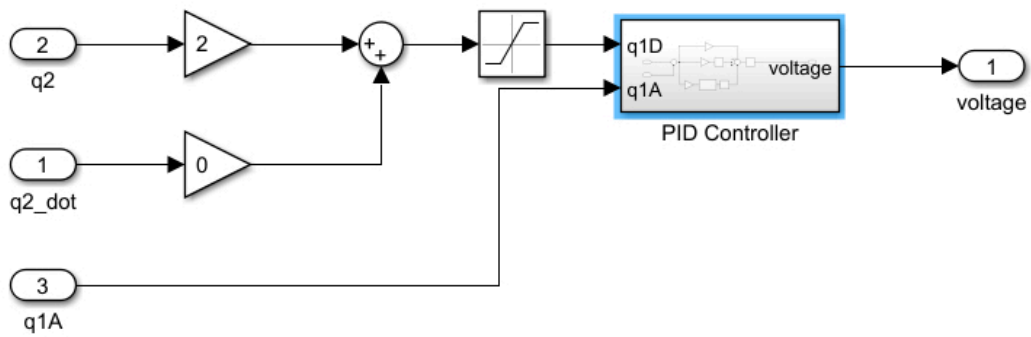 2
q2
2
+
+
q1D
q1A
voltage
PID Controller
1
voltage
1
q2_dot
0
3
q1A